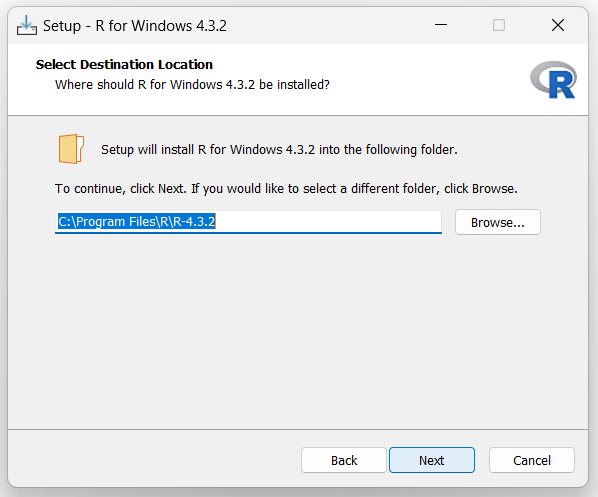 Setup - R for Windows 4.3.2
Select Destination Location
Where should R for Windows 4.3.2 be installed?
R
Setup will install R for Windows 4.3.2 into the following folder.
To continue, click Next. If you would like to select a different folder, click Browse.
C:\Program Files\R\R-4.3.2
Browse...
Back
Next
Cancel